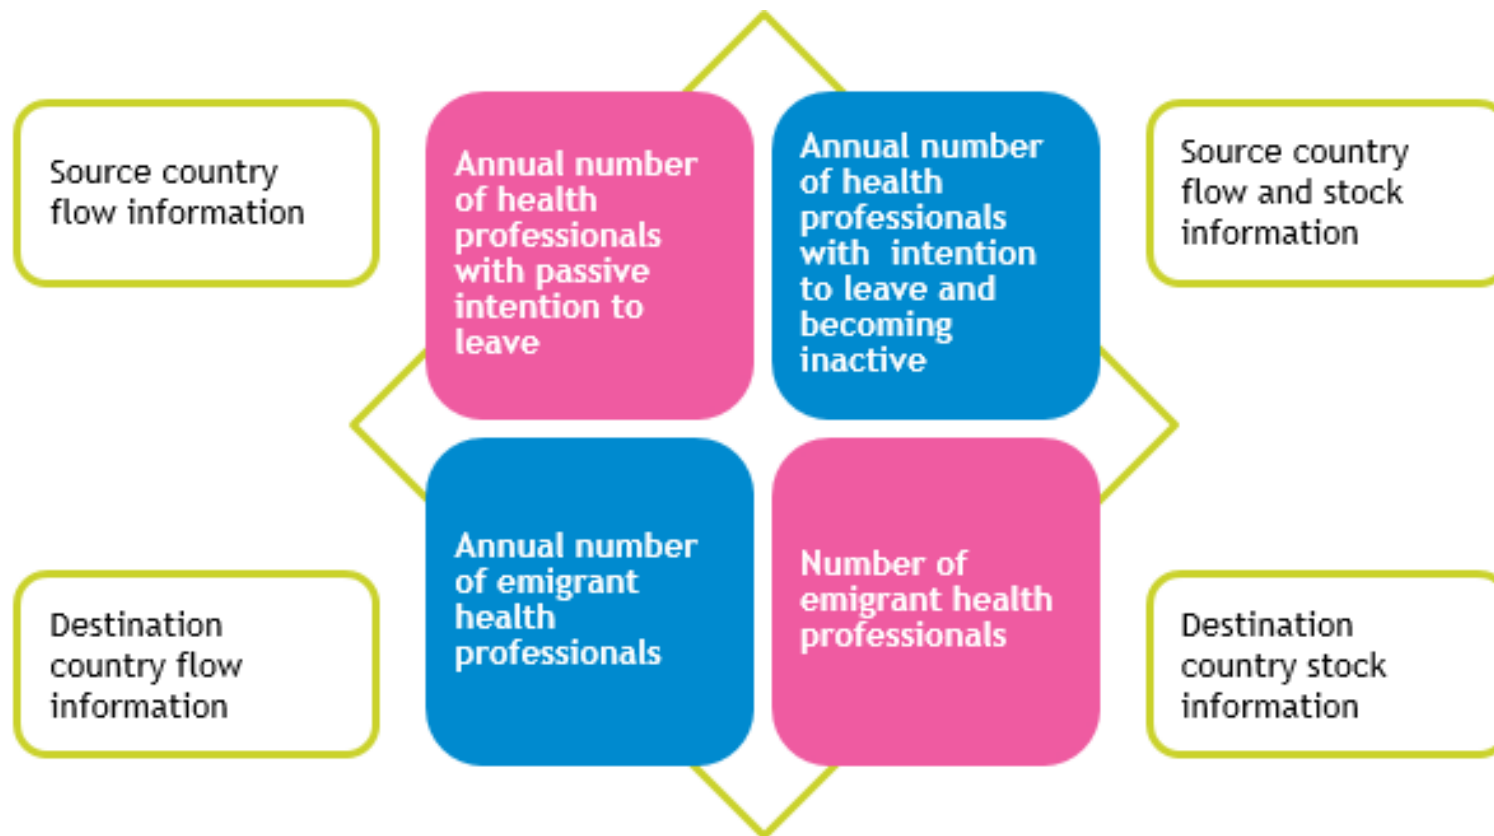 Source country
flow information
Annual number
of health
professionals
with passive
intention to
leave
Annual number
of health
professionals
with  intention
to leave and
becoming
inactive
Source country
flow and stock
information
Destination
country flow
information
Annual number
of emigrant
health
professionals
Number of
emigrant health
professionals
Destination
country stock
information